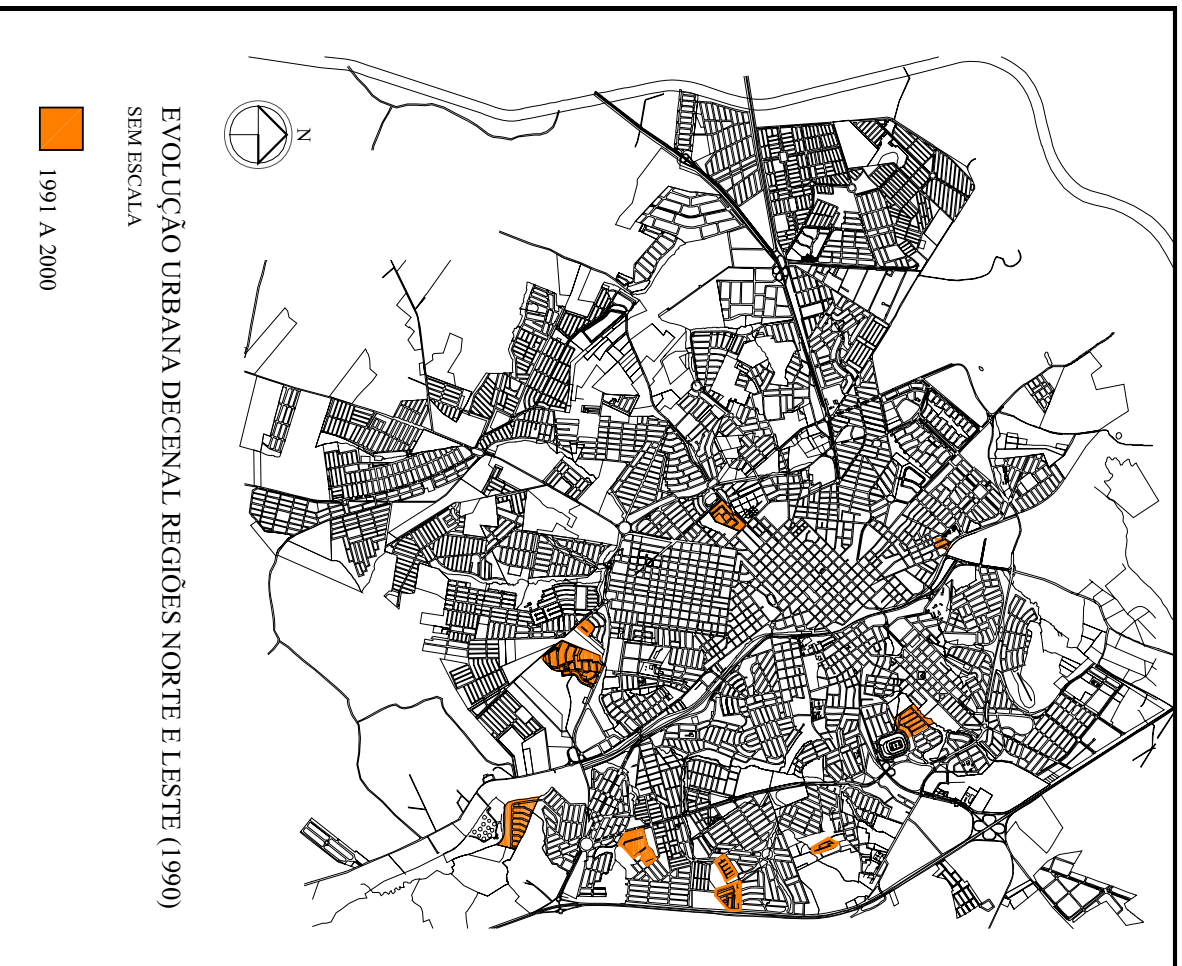 N
EVOLUÇÃO URBANA DECENAL REGIÕES NORTE E LESTE (1990)
SEM ESCALA
1991 A 2000